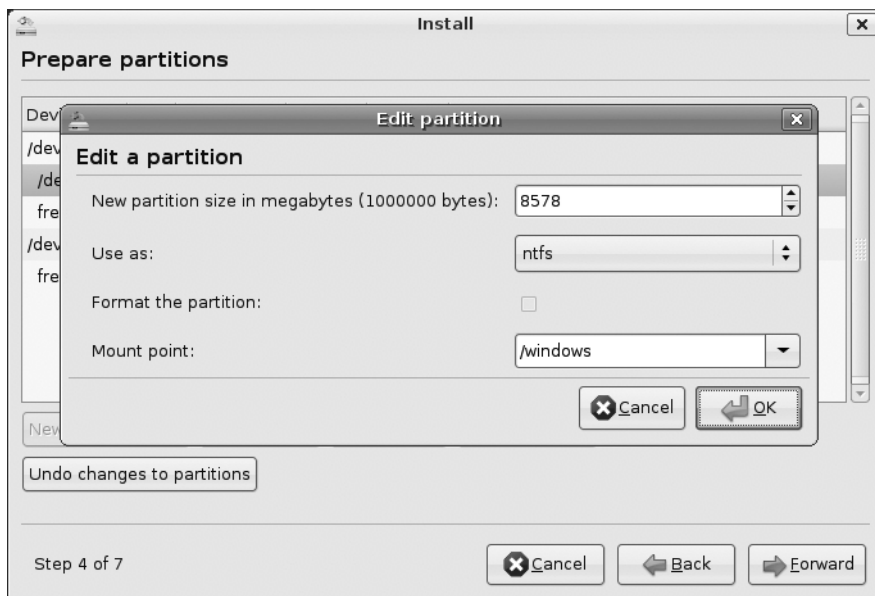 Install
Prepare partitions
Dev
Edit partition
/dev
Edit a partition
/de
New partition size in megabytes (1000000 bytes): 8578
fre
/dev
Use as: ntfs
fre
Format the partition:
Mount point: /windows
Cancel OK
New
Undo changes to partitions
Step 4 of 7 Cancel Back Forward